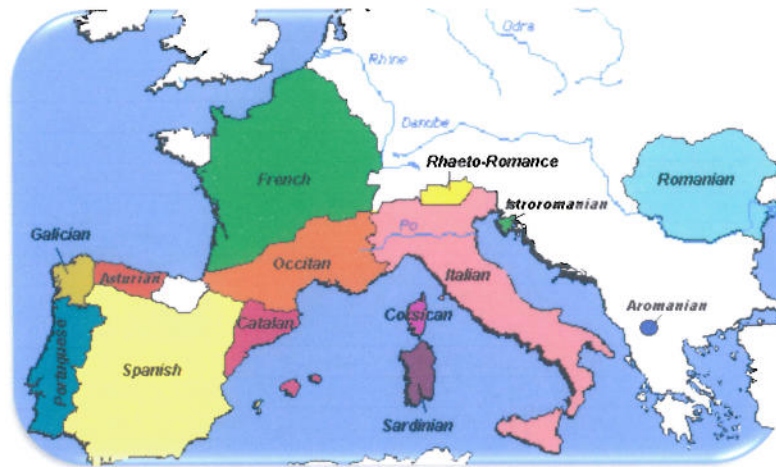 Odra
Rhine
Danube
Rhaeto-Romance
French
Romanian
Istroromanian
Po
Galician
Asturian
Occitan
Italian
Aromanian
Corsican
Catalan
Portuguese
Spanish
Sardinian